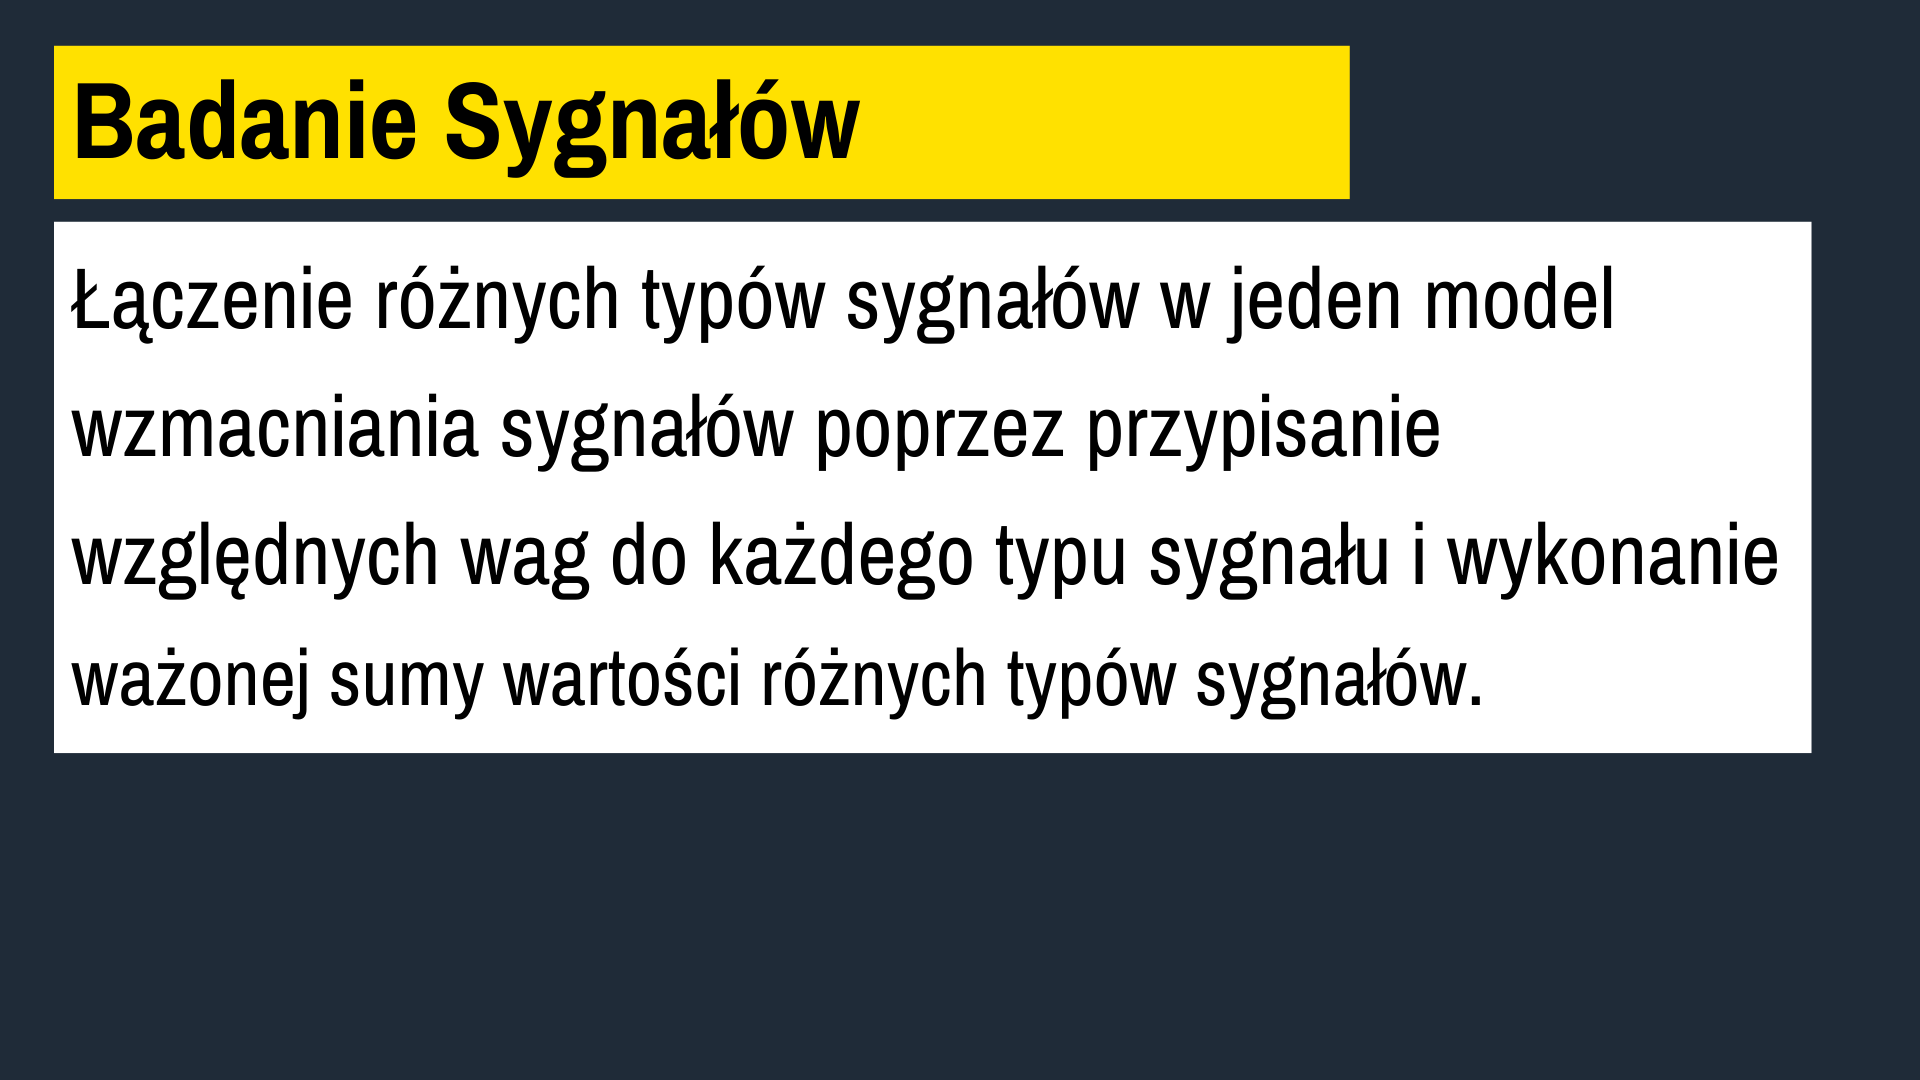 Badanie Sygnałów
Łączenie różnych typów sygnałów w jeden model
wzmacniania sygnałów poprzez przypisanie
względnych wag do każdego typu sygnału i wykonanie
ważonej sumy wartości różnych typów sygnałów.